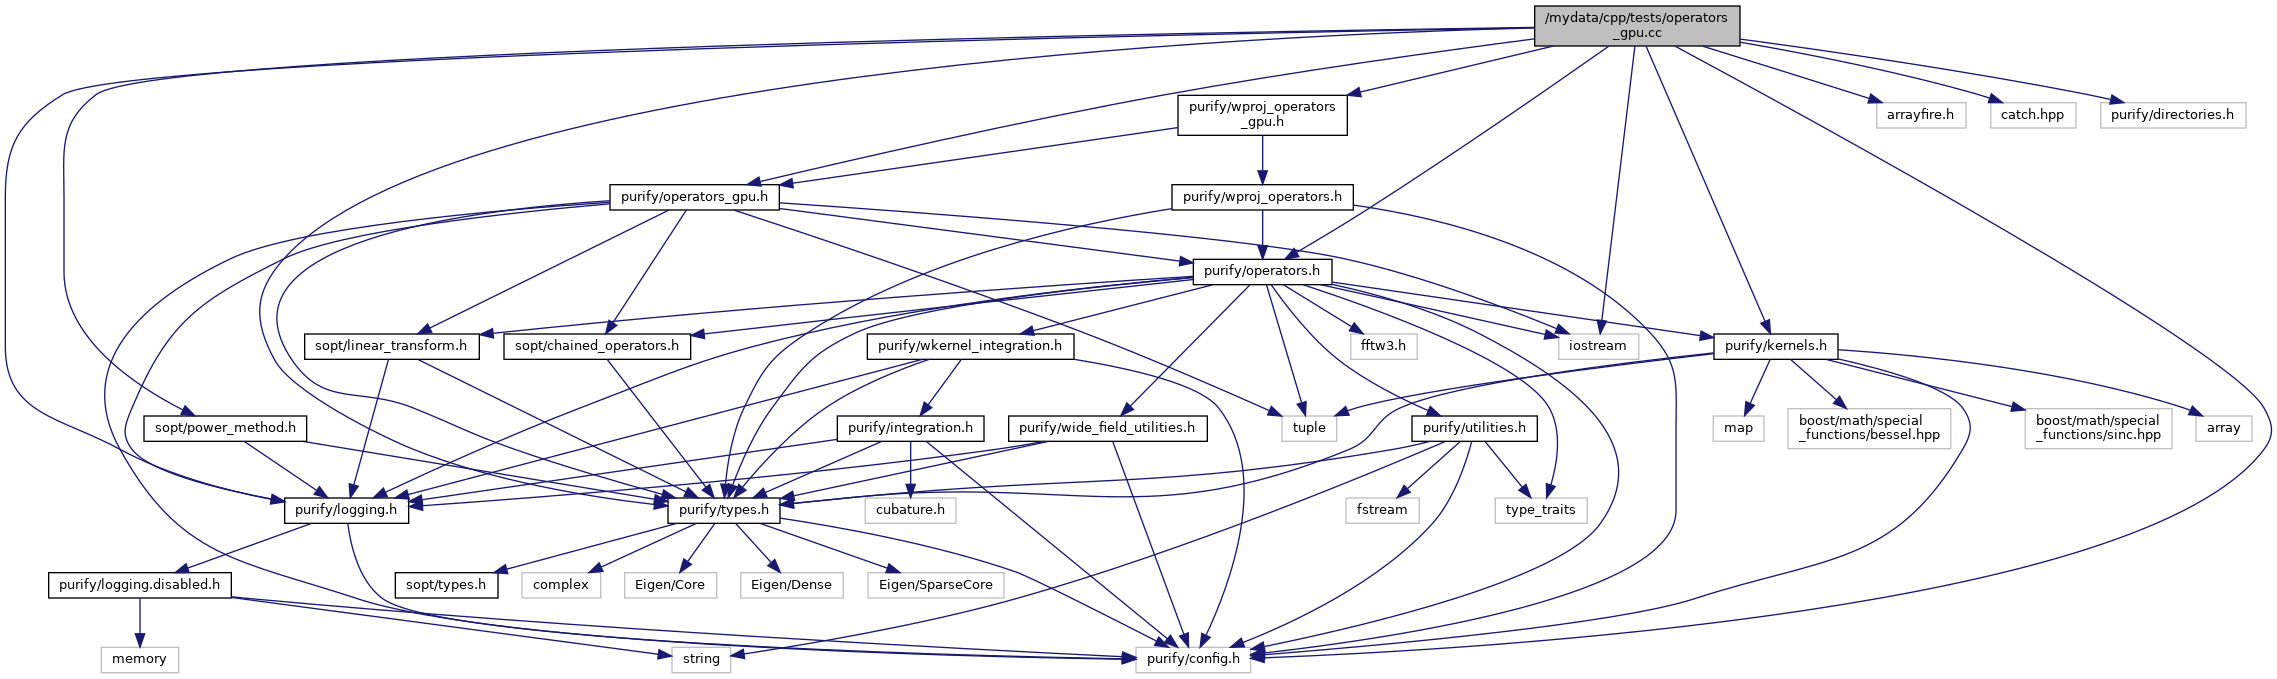 /mydata/cpp/tests/operators
_gpu.cc
purify/wproj_operators
_gpu.h
arrayfire.h
catch.hpp
purify/directories.h
purify/operators_gpu.h
purify/wproj_operators.h
purify/operators.h
sopt/linear_transform.h
sopt/chained_operators.h
purify/wkernel_integration.h
fftw3.h
iostream
purify/kernels.h
sopt/power_method.h
purify/integration.h
purify/wide_field_utilities.h
tuple
purify/utilities.h
map
boost/math/special
_functions/bessel.hpp
boost/math/special
_functions/sinc.hpp
array
purify/logging.h
purify/types.h
cubature.h
fstream
type_traits
purify/logging.disabled.h
sopt/types.h
complex
Eigen/Core
Eigen/Dense
Eigen/SparseCore
memory
string
purify/config.h